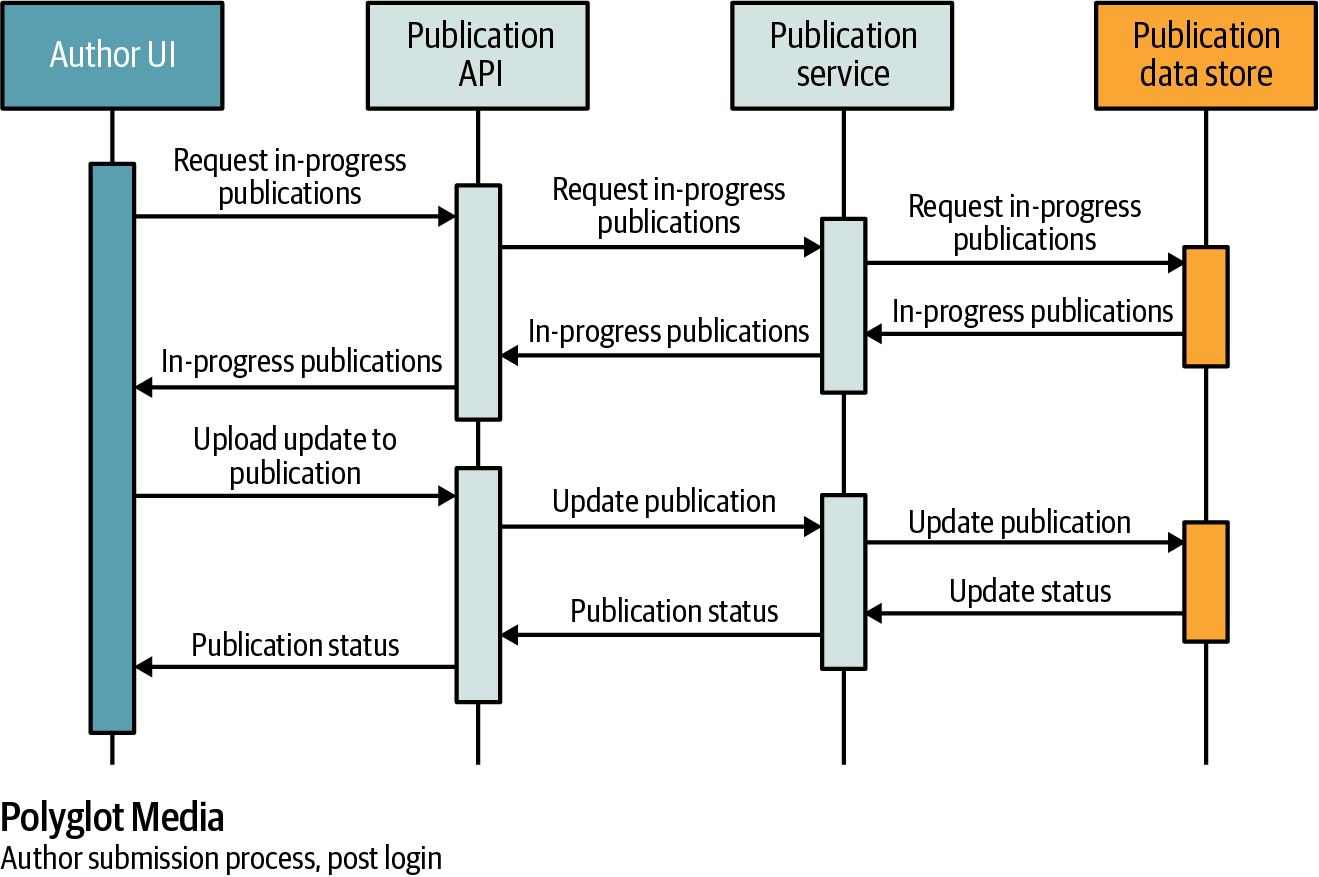 Author UI
Publication
API
Publication
service
Publication
data store
Request in-progress
publications
Request in-progress
publications
Request in-progress
publications
In-progress publications
In-progress publications
In-progress publications
Upload update to
publication
Update publication
Update publication
Update status
Publication status
Publication status
Polyglot Media
Author submission process, post login